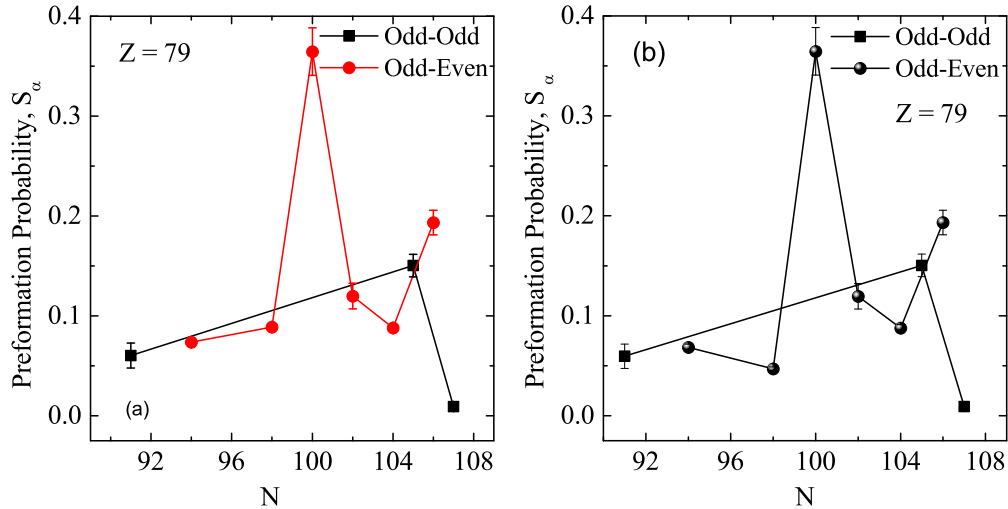 Preformation Probability, Sα
0.4
0.3
0.2
0.1
0.0
Z = 79
Odd-Odd
Odd-Even
(a)
92 96 100 104 108
N
Preformation Probability, Sα
0.4
0.3
0.2
0.1
0.0
(b)
Odd-Odd
Odd-Even
Z = 79
92 96 100 104 108
N